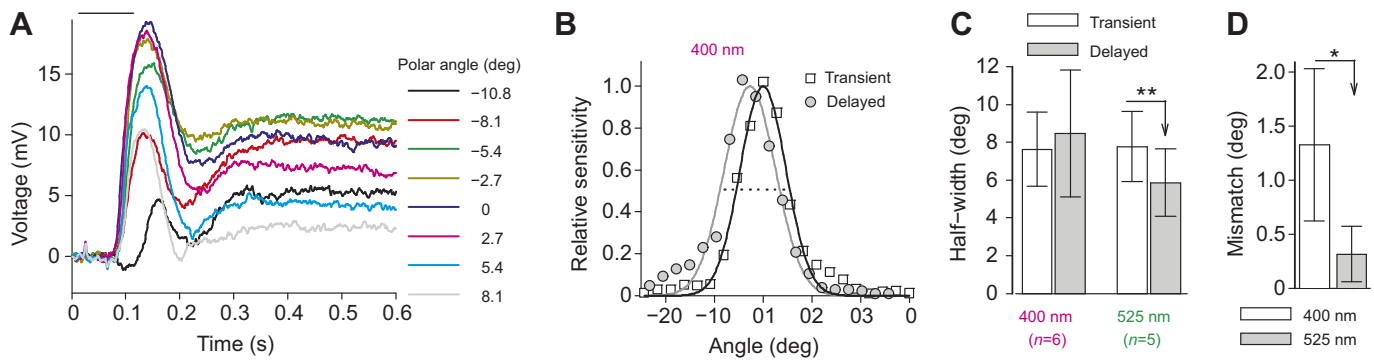 A
Voltage (mV)
15
10
5
0
0
0.1
0.2
0.3
0.4
0.5
0.6
Time (s)
Polar angle (deg)
−10.8
−8.1
−5.4
−2.7
0
2.7
5.4
8.1
B
400 nm
Transient
Delayed
Relative sensitivity
1.0
0.8
0.6
0.4
0.2
0
−20
−10
01
02
03
0
Angle (deg)
C
Transient
Delayed
Half−width (deg)
12
10
8
6
4
2
0
**
400 nm
(n=6)
525 nm
(n=5)
D
*
Mismatch (deg)
2.0
1.5
1.0
0.5
0
400 nm
525 nm